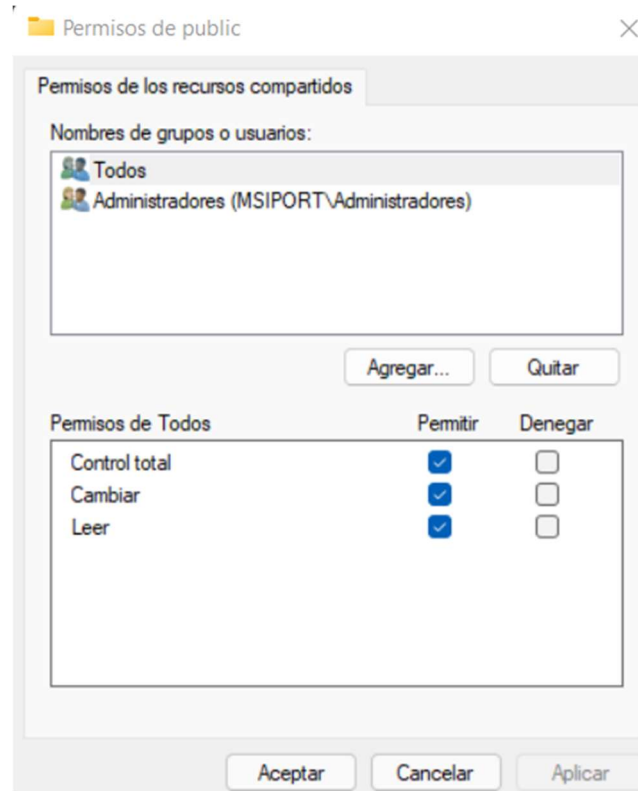 Permisos de public
Permisos de los recursos compartidos
Nombres de grupos o usuarios:
Todos
Administradores (MSIPORT\Administradores)
Agregar...
Quitar
Permisos de Todos
Permitir
Denegar
Control total
Cambiar
Leer
Aceptar
Cancelar
Aplicar